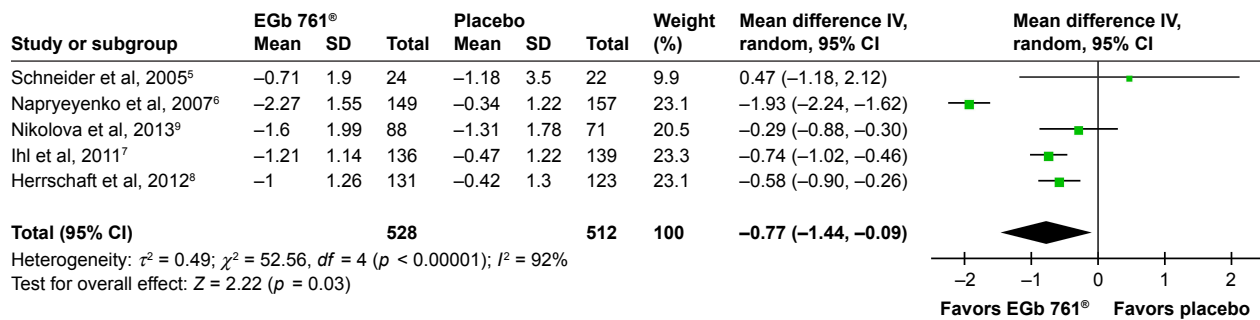 EGb 761® Placebo Weight Mean difference IV, Mean difference IV,
Study or subgroup Mean SD Total Mean SD Total (%) random, 95% CI random, 95% CI
Schneider et al, 2005⁵ –0.71 1.9 24 –1.18 3.5 22 9.9 0.47 (–1.18, 2.12)
Napryeyenko et al, 2007⁶ –2.27 1.55 149 –0.34 1.22 157 23.1 –1.93 (–2.24, –1.62)
Nikolova et al, 2013⁹ –1.6 1.99 88 –1.31 1.78 71 20.5 –0.29 (–0.88, –0.30)
Ihl et al, 2011⁷ –1.21 1.14 136 –0.47 1.22 139 23.3 –0.74 (–1.02, –0.46)
Herrschaft et al, 2012⁸ –1 1.26 131 –0.42 1.3 123 23.1 –0.58 (–0.90, –0.26)
Total (95% CI) 528 512 100 –0.77 (–1.44, –0.09)
Heterogeneity: τ² = 0.49; χ² = 52.56, df = 4 (p < 0.00001); I² = 92%
Test for overall effect: Z = 2.22 (p = 0.03)
–2 –1 0 1 2
Favors EGb 761® Favors placebo